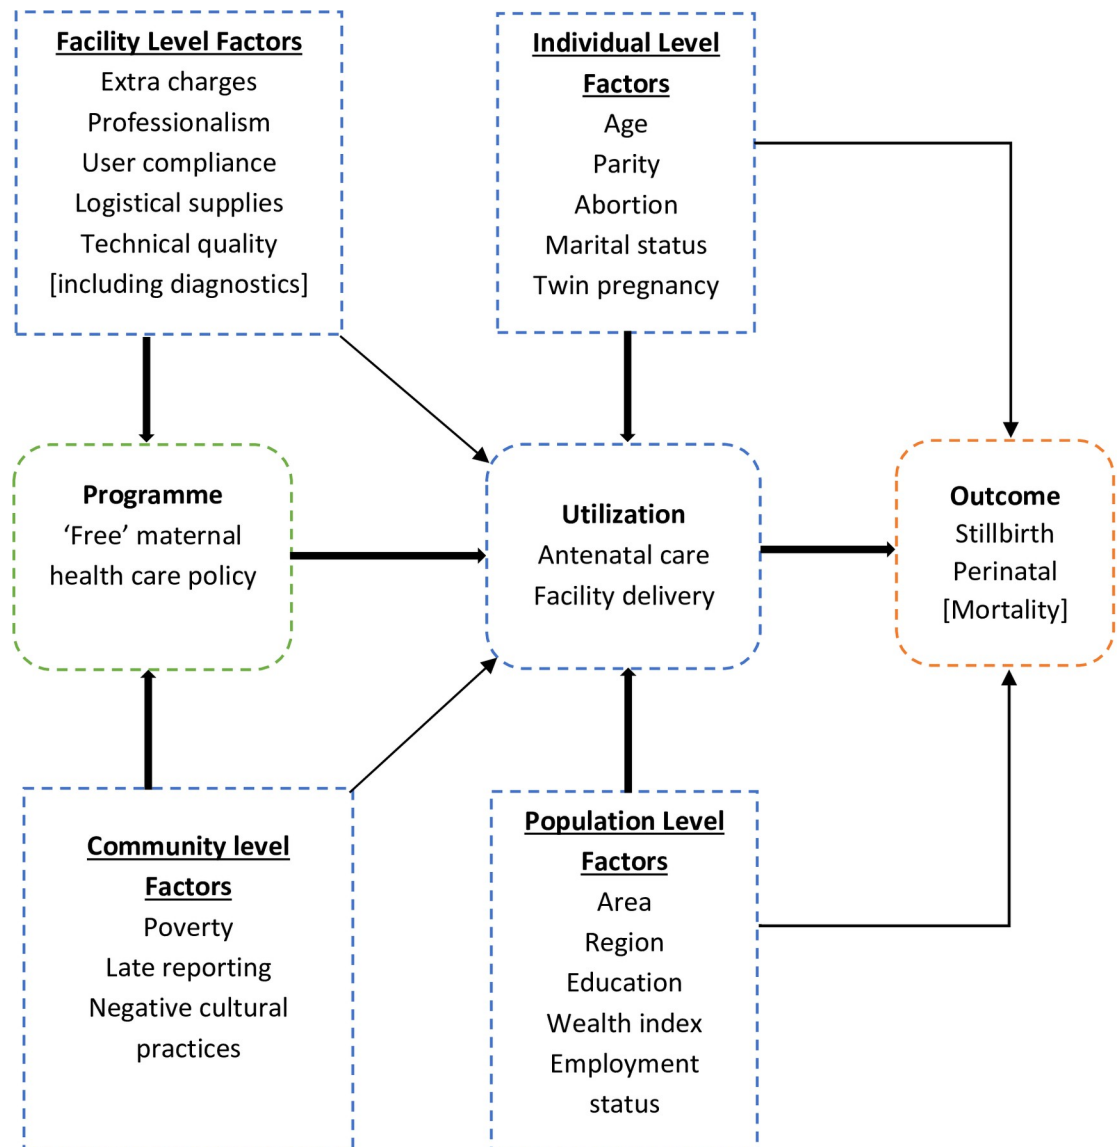 Facility Level Factors
Extra charges
Professionalism
User compliance
Logistical supplies
Technical quality
[including diagnostics]
Individual Level
Factors
Age
Parity
Abortion
Marital status
Twin pregnancy
Programme
‘Free’ maternal
health care policy
Utilization
Antenatal care
Facility delivery
Outcome
Stillbirth
Perinatal
[Mortality]
Community level
Factors
Poverty
Late reporting
Negative cultural
practices
Population Level
Factors
Area
Region
Education
Wealth index
Employment
status